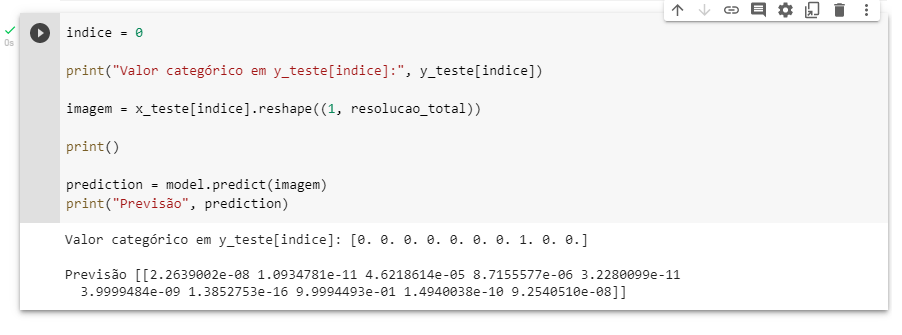 0s
indice = 0
print("Valor categórico em y_teste[indice]:", y_teste[indice])
imagem = x_teste[indice].reshape((1, resolucao_total))
print()
prediction = model.predict(imagem)
print("Previsão", prediction)
Valor categórico em y_teste[indice]: [0. 0. 0. 0. 0. 0. 0. 1. 0. 0.]
Previsão [[2.2639002e-08 1.0934781e-11 4.6218614e-05 8.7155577e-06 3.2280099e-11
3.9999484e-09 1.3852753e-16 9.9994493e-01 1.4940038e-10 9.2540510e-08]]